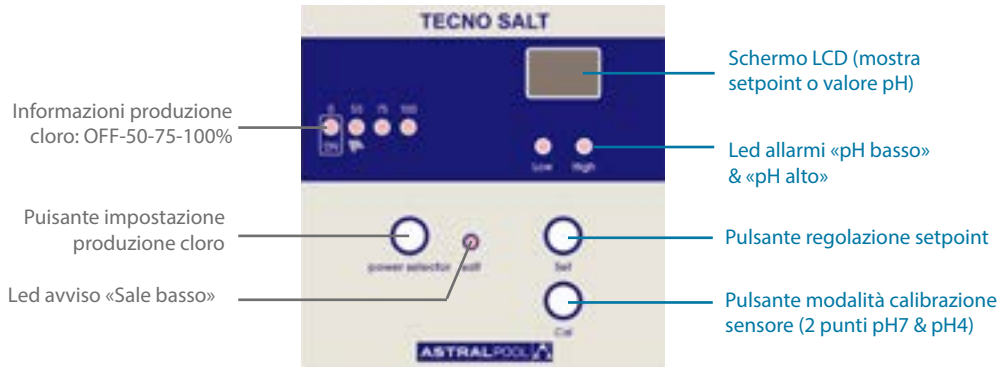 TECNO SALT
Informazioni produzione
cloro: OFF-50-75-100%
0 50 75 100
ON
Low High
Schermo LCD (mostra
setpoint o valore pH)
Led allarmi «pH basso»
& «pH alto»
Puisante impostazione
produzione cloro
Led avviso «Sale basso»
power selector
salt
Set
Cal
Pulsante regolazione setpoint
Pulsante modalità calibrazione
sensore (2 punti pH7 & pH4)
ASTRALPOOL